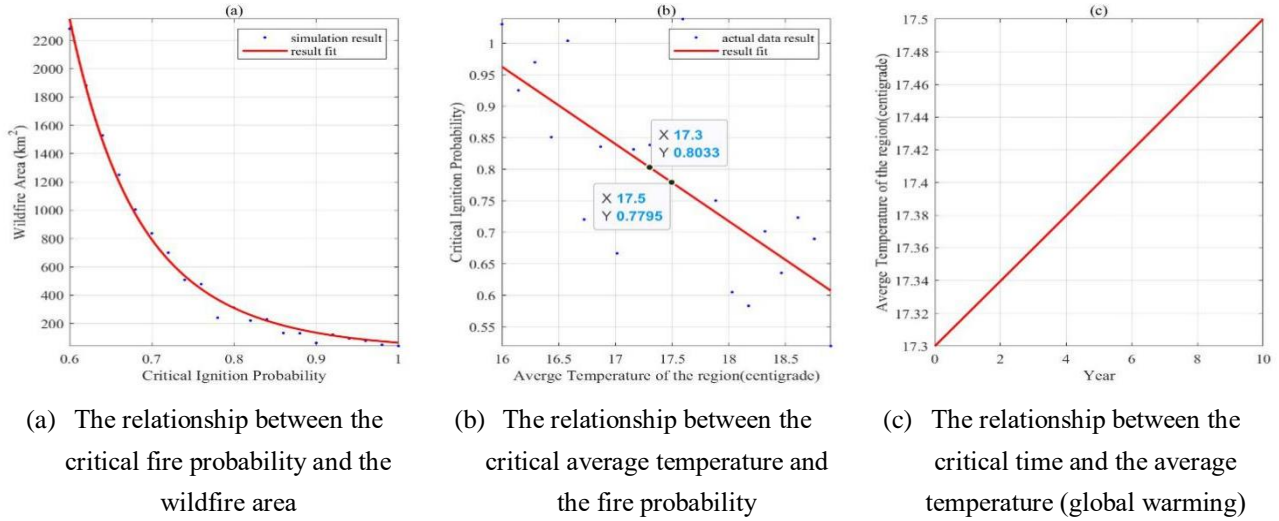 (a)
simulation result
result fit
Wildfire Area (km²)
2200
2000
1800
1600
1400
1200
1000
800
600
400
200
0.6 0.7 0.8 0.9 1
Critical Ignition Probability
(b)
actual data result
result fit
Critical Ignition Probability)
1
0.95
0.9
0.85
0.8
0.75
0.7
0.65
0.6
0.55
X 17.3
Y 0.8033
X 17.5
Y 0.7795
16 16.5 17 17.5 18 18.5
Averge Temperature of the region(centigrade)
(c)
Averge Temperature of the region(centigrade)
17.5
17.48
17.46
17.44
17.42
17.4
17.38
17.36
17.34
17.32
17.3
0 2 4 6 8 10
Year
(a) The relationship between the
critical fire probability and the
wildfire area
(b) The relationship between the
critical average temperature and
the fire probability
(c) The relationship between the
critical time and the average
temperature (global warming)